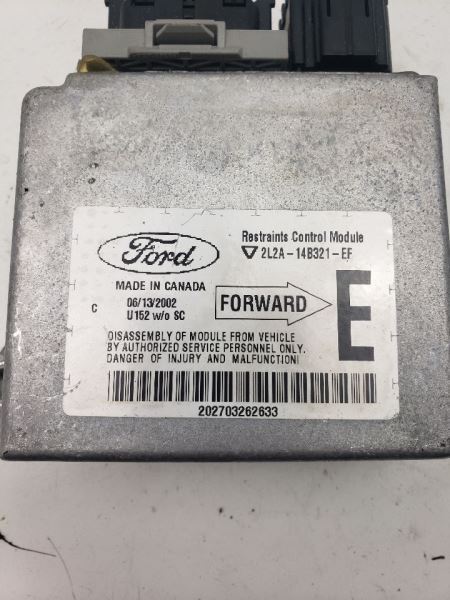 Ford
Restraints Control Module
2L2A-14B321-EF
MADE IN CANADA
C
06/13/2002
U152 w/o SC
FORWARD
E
DISASSEMBLY OF MODULE FROM VEHICLE
BY AUTHORIZED SERVICE PERSONNEL ONLY.
DANGER OF INJURY AND MALFUNCTION!
202703262633